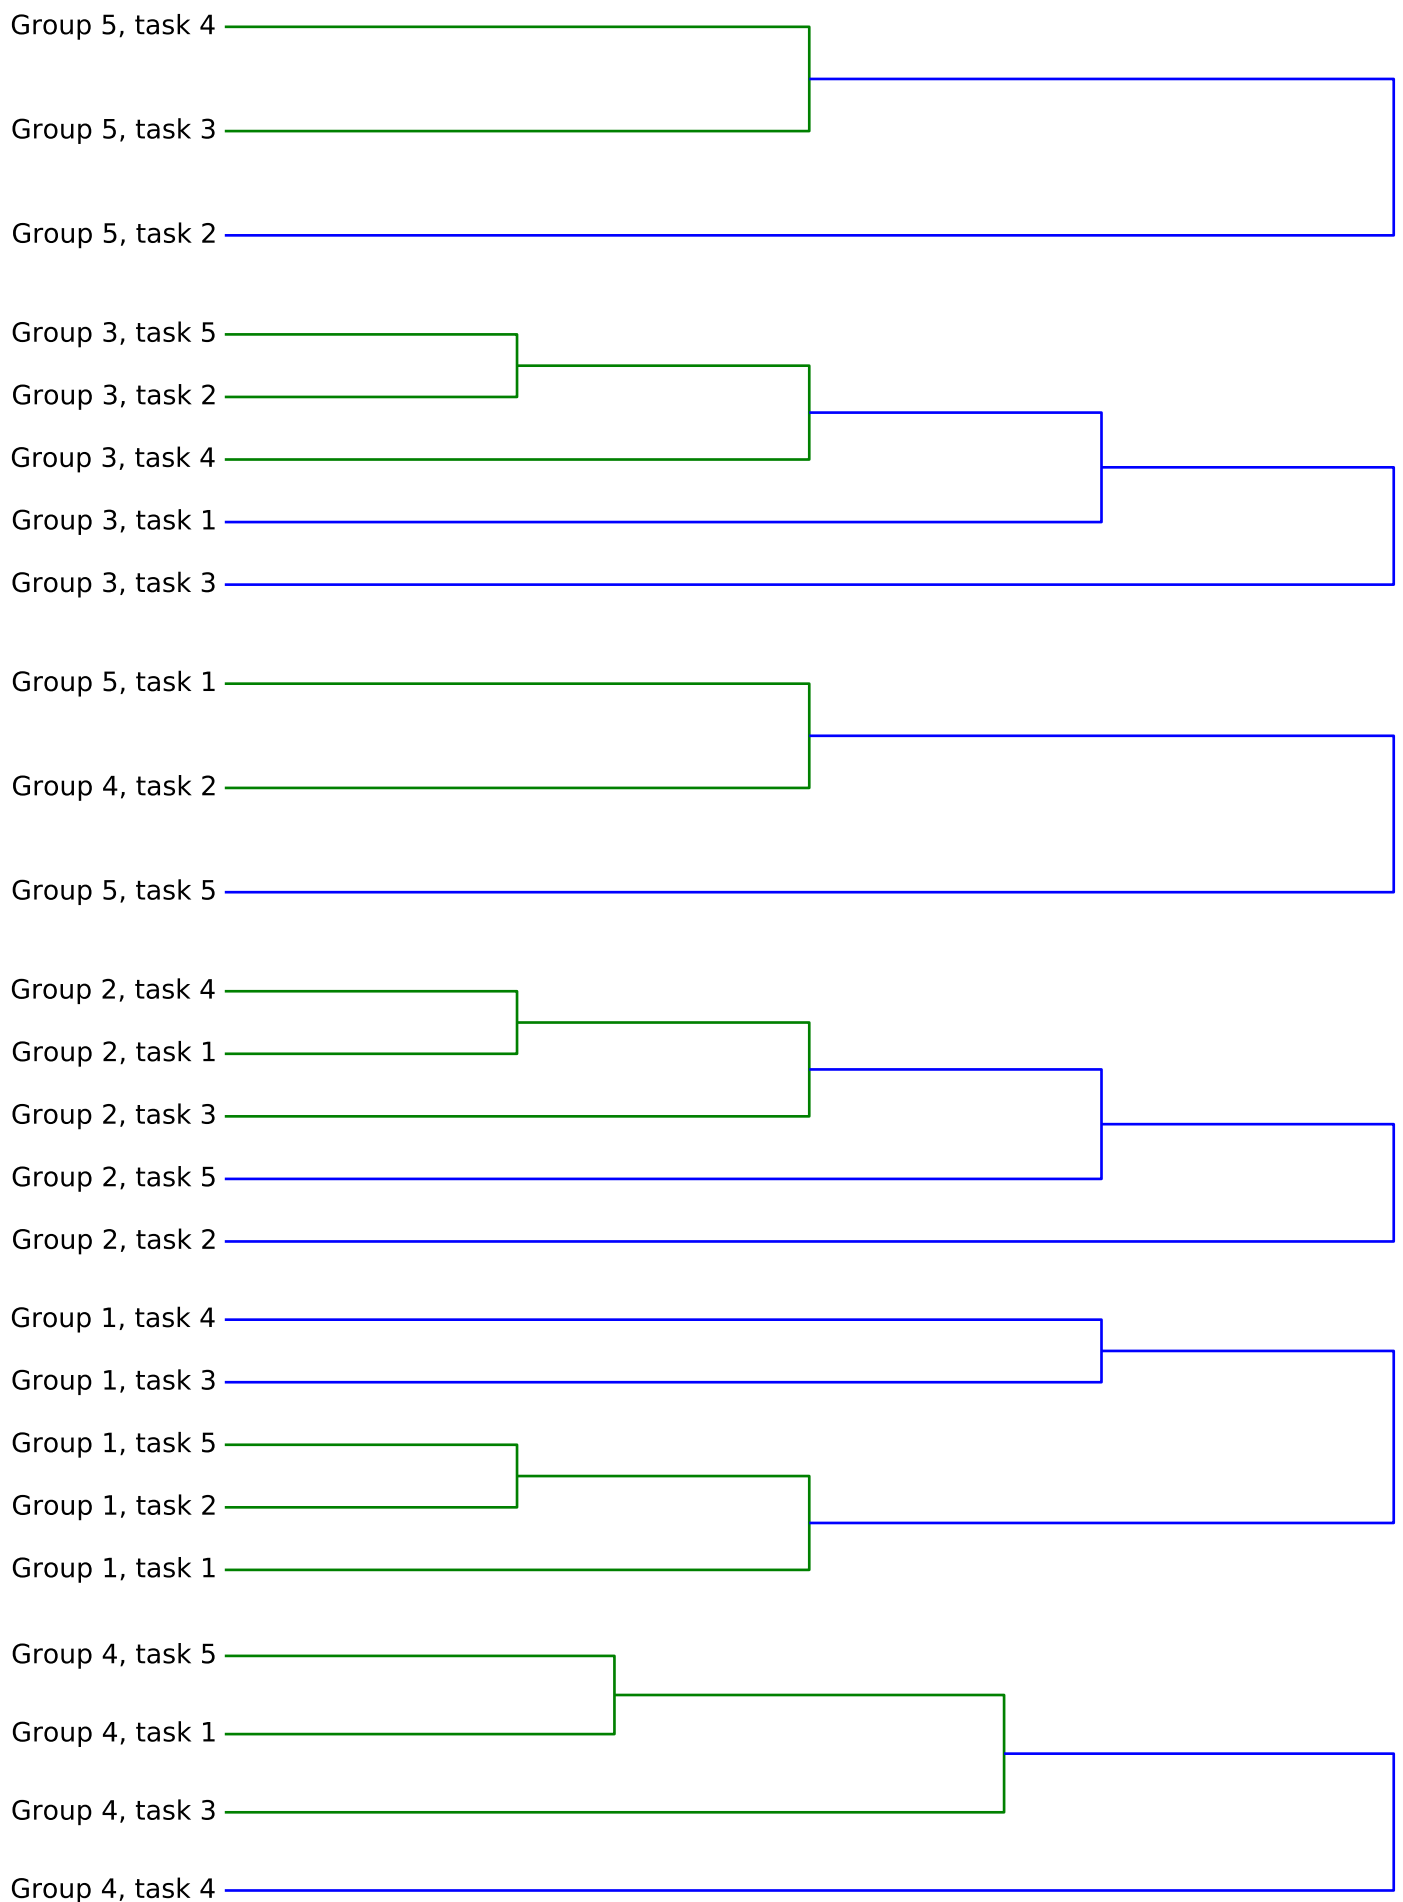 Group 5, task 4
Group 5, task 3
Group 5, task 2
Group 3, task 5
Group 3, task 2
Group 3, task 4
Group 3, task 1
Group 3, task 3
Group 5, task 1
Group 4, task 2
Group 5, task 5
Group 2, task 4
Group 2, task 1
Group 2, task 3
Group 2, task 5
Group 2, task 2
Group 1, task 4
Group 1, task 3
Group 1, task 5
Group 1, task 2
Group 1, task 1
Group 4, task 5
Group 4, task 1
Group 4, task 3
Group 4, task 4